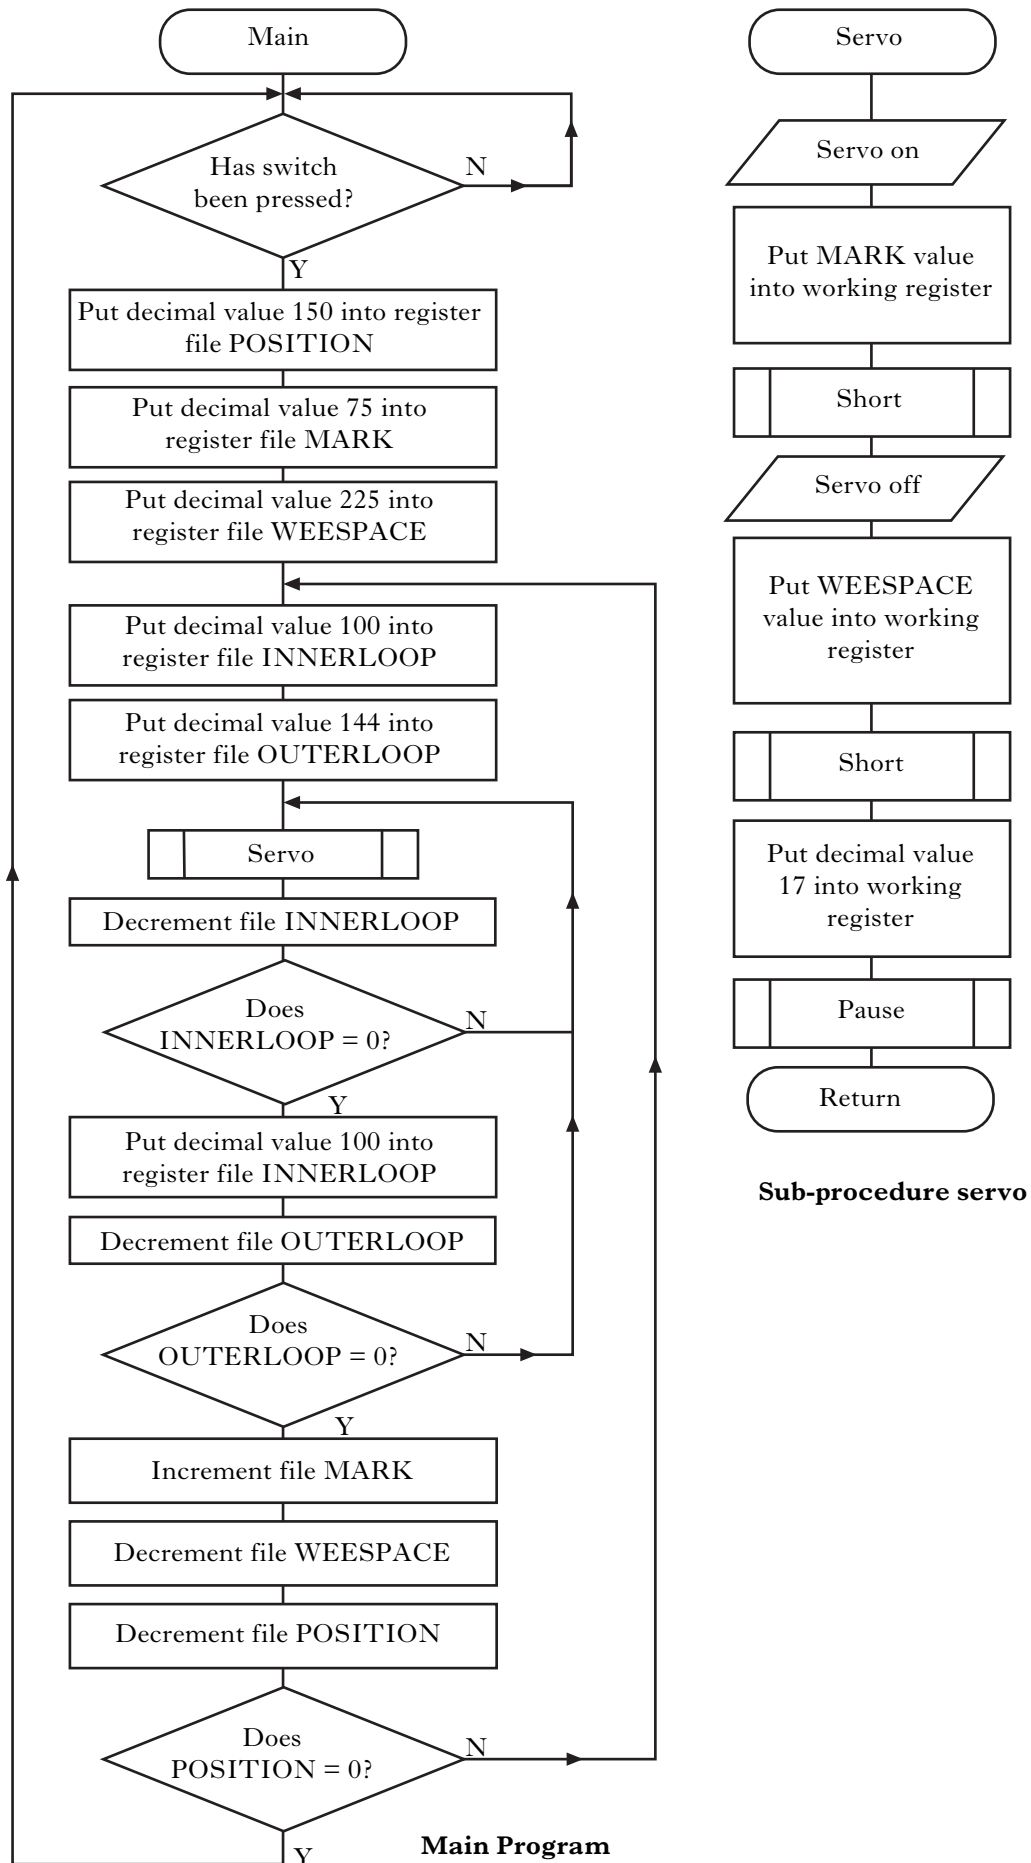 Main
Has switch
been pressed?
N
Y
Put decimal value 150 into register
file POSITION
Put decimal value 75 into
register file MARK
Put decimal value 225 into
register file WEESPACE
Put decimal value 100 into
register file INNERLOOP
Put decimal value 144 into
register file OUTERLOOP
Servo
Decrement file INNERLOOP
Does
INNERLOOP = 0?
N
Y
Put decimal value 100 into
register file INNERLOOP
Decrement file OUTERLOOP
Does
OUTERLOOP = 0?
N
Y
Increment file MARK
Decrement file WEESPACE
Decrement file POSITION
Does
POSITION = 0?
N
Y
Main Program
Servo
Servo on
Put MARK value
into working register
Short
Servo off
Put WEESPACE
value into working
register
Short
Put decimal value
17 into working
register
Pause
Return
Sub-procedure servo